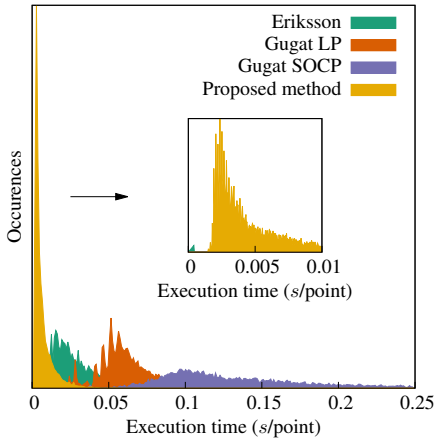 Eriksson
Gugat LP
Gugat SOCP
Proposed method
Occurences
0 0.005 0.01
Execution time (s/point)
0 0.05 0.1 0.15 0.2 0.25
Execution time (s/point)